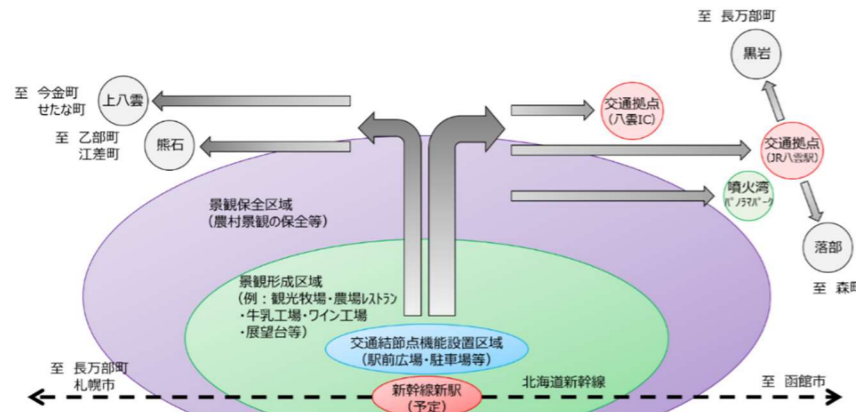 至 長万部町
黒岩
至 今金町
せたな町
上八雲
交通拠点
(八雲IC)
至 乙部町
江差町
熊石
交通拠点
(JR八雲駅)
噴火湾
ﾊﾟﾉﾗﾏﾊﾟｰｸ
景観保全区域
(農村景観の保全等)
落部
至 森町
景観形成区域
(例：観光牧場・農場ﾚｽﾄﾗﾝ
・牛乳工場・ワイン工場
・展望台等)
交通結節点機能設置区域
(駅前広場・駐車場等)
至 長万部町
札幌市
新幹線新駅
(予定)
北海道新幹線
至 函館市